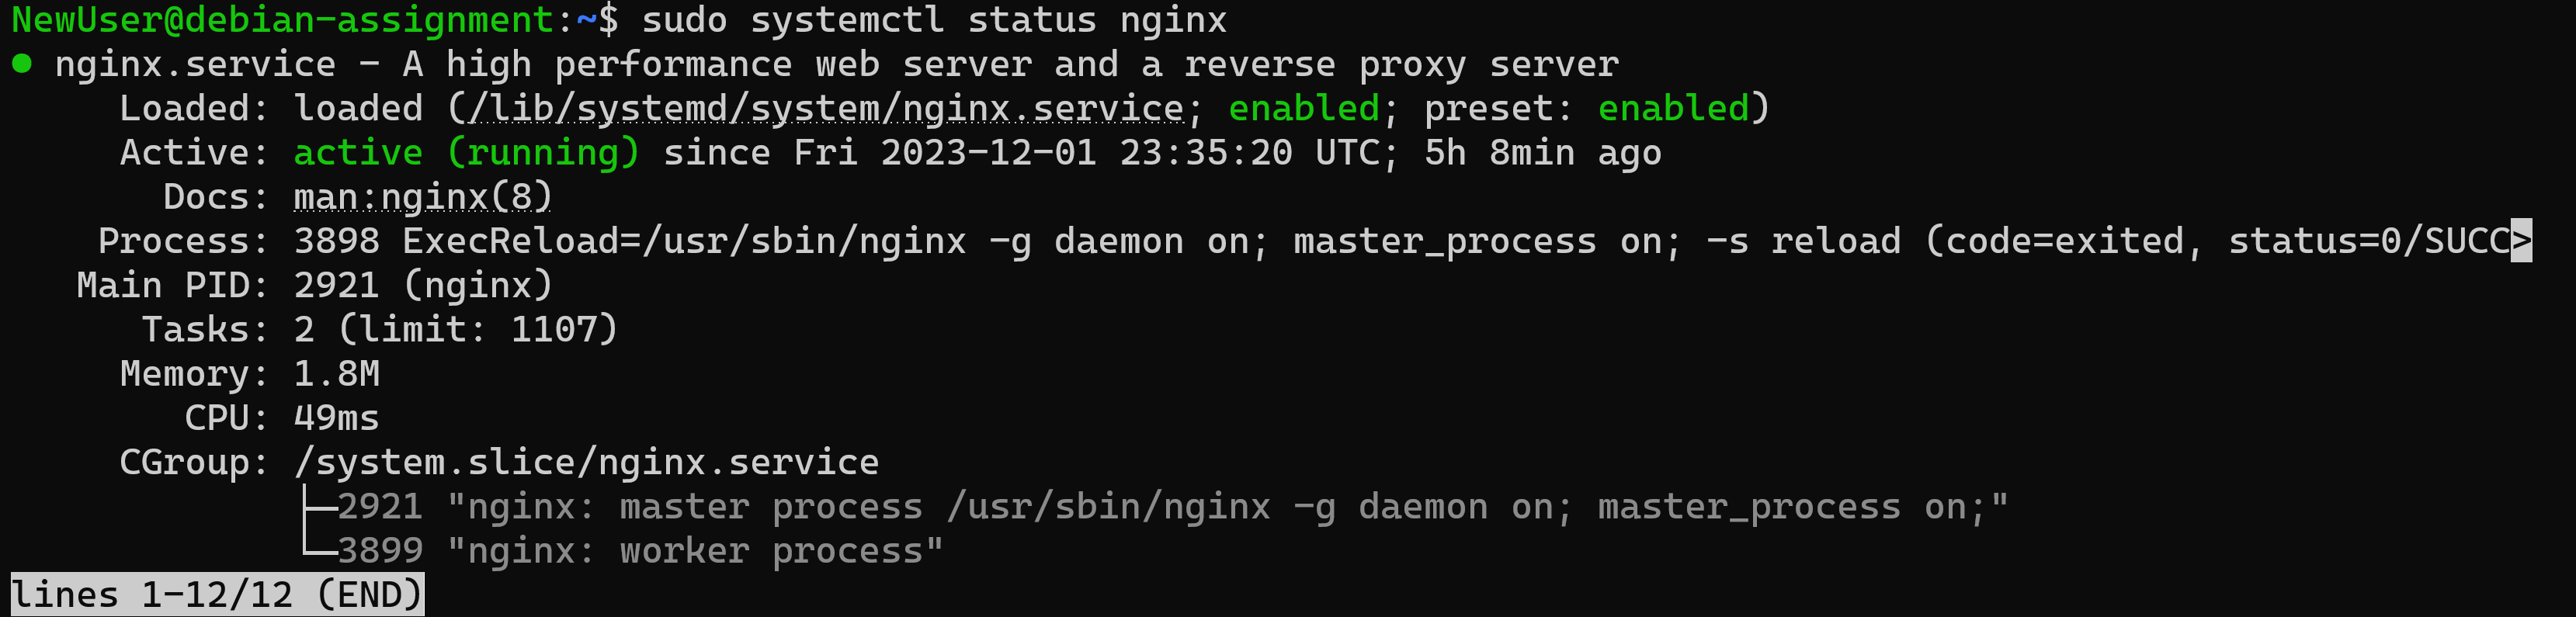 NewUser@debian-assignment:~$ sudo systemctl status nginx
● nginx.service - A high performance web server and a reverse proxy server
     Loaded: loaded (/lib/systemd/system/nginx.service; enabled; preset: enabled)
     Active: active (running) since Fri 2023-12-01 23:35:20 UTC; 5h 8min ago
       Docs: man:nginx(8)
    Process: 3898 ExecReload=/usr/sbin/nginx -g daemon on; master_process on; -s reload (code=exited, status=0/SUCC>
   Main PID: 2921 (nginx)
      Tasks: 2 (limit: 1107)
     Memory: 1.8M
        CPU: 49ms
     CGroup: /system.slice/nginx.service
             ├─2921 "nginx: master process /usr/sbin/nginx -g daemon on; master_process on;"
             └─3899 "nginx: worker process"
lines 1-12/12 (END)